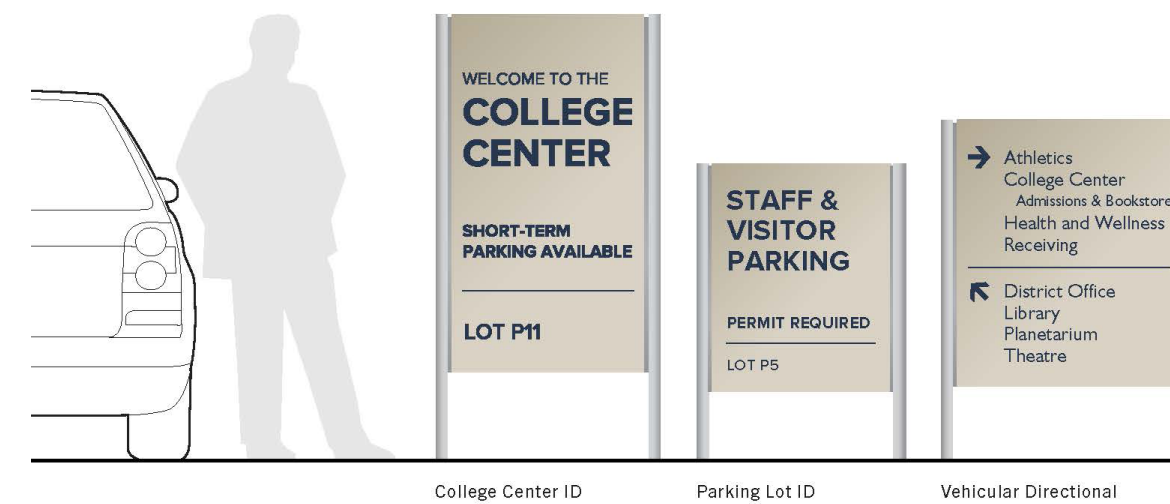 WELCOME TO THE
COLLEGE
CENTER
SHORT-TERM
PARKING AVAILABLE
LOT P11
STAFF &
VISITOR
PARKING
PERMIT REQUIRED
LOT P5
Athletics
College Center
Admissions & Bookstore
Health and Wellness
Receiving
District Office
Library
Planetarium
Theatre
College Center ID
Parking Lot ID
Vehicular Directional